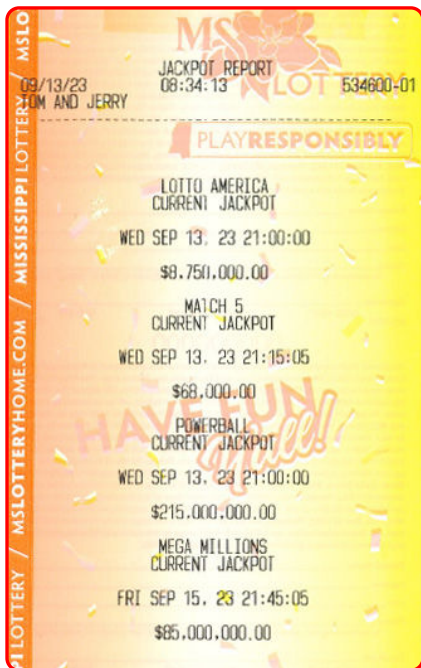 MSLO
MISSISSIPPI LOTTERY / MSLOTTERYHOME.COM /
PI LOTTERY
MS
LOTTERY
JACKPOT REPORT
09/13/23 08:34:13 534600-01
TOM AND JERRY
PLAYRESPONSIBLY
LOTTO AMERICA
CURRENT JACKPOT
WED SEP 13, 23 21:00:00
$8,750,000.00
MATCH 5
CURRENT JACKPOT
WED SEP 13, 23 21:15:05
$68,000.00
HAVE FUN
Y'all!
POWERBALL
CURRENT JACKPOT
WED SEP 13, 23 21:00:00
$215,000,000.00
MEGA MILLIONS
CURRENT JACKPOT
FRI SEP 15, 23 21:45:05
$85,000,000.00